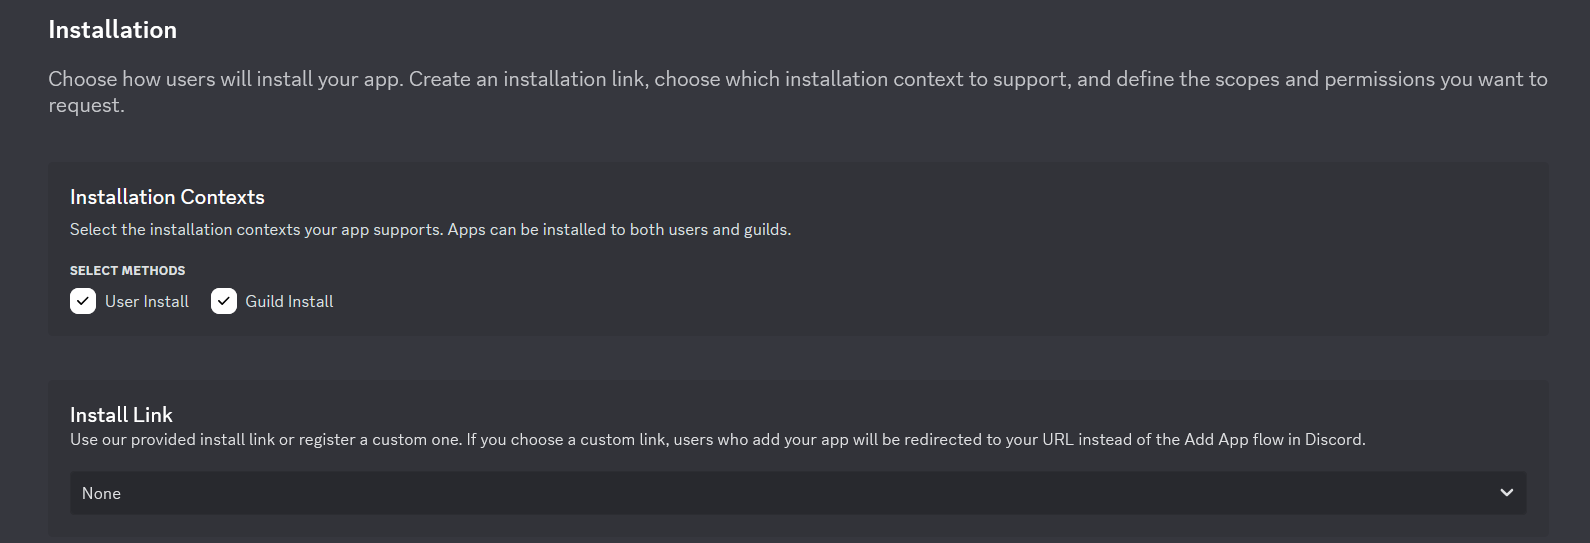 Installation
Choose how users will install your app. Create an installation link, choose which installation context to support, and define the scopes and permissions you want to
request.
Installation Contexts
Select the installation contexts your app supports. Apps can be installed to both users and guilds.
SELECT METHODS
User Install Guild Install
Install Link
Use our provided install link or register a custom one. If you choose a custom link, users who add your app will be redirected to your URL instead of the Add App flow in Discord.
None